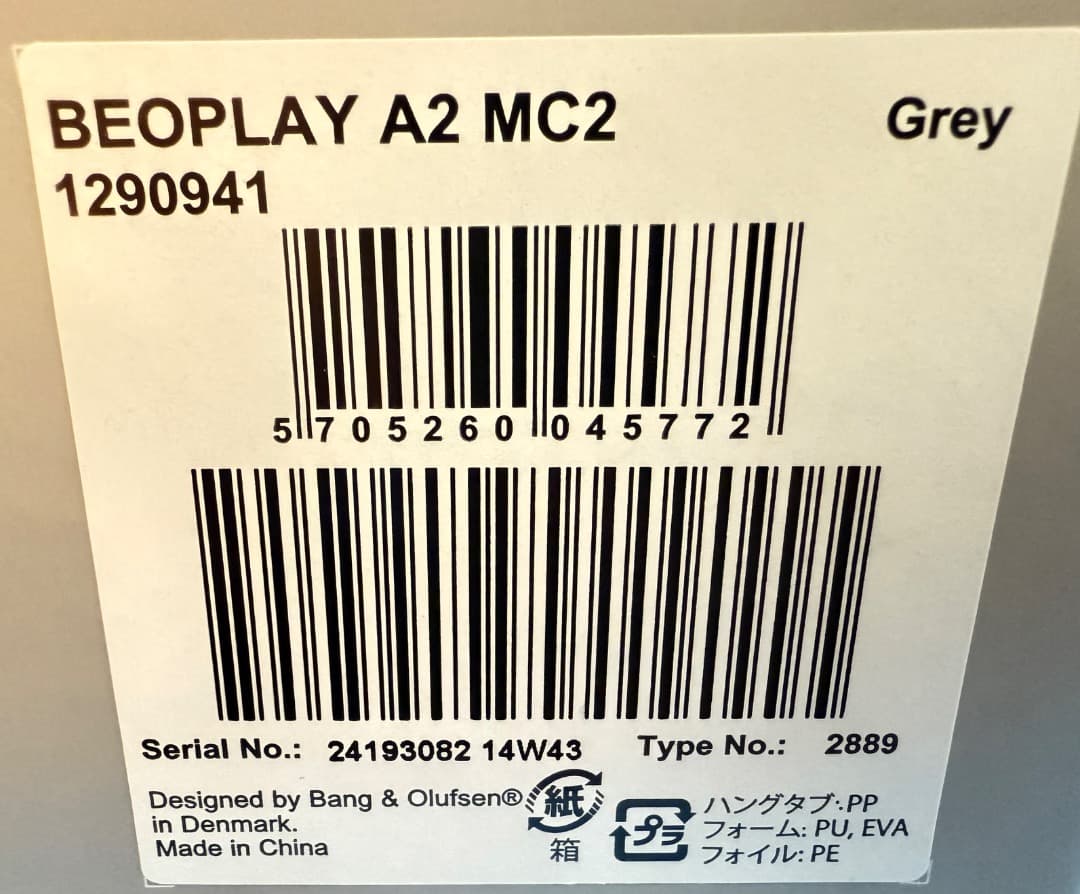 BEOPLAY A2 MC2 Grey
1290941
5 705260 045772
Serial No.: 24193082 14W43 Type No.: 2889
Designed by Bang & Olufsen®
in Denmark.
Made in China
紙
箱
プラ
ハングタブ:PP
フォーム: PU, EVA
フォイル: PE